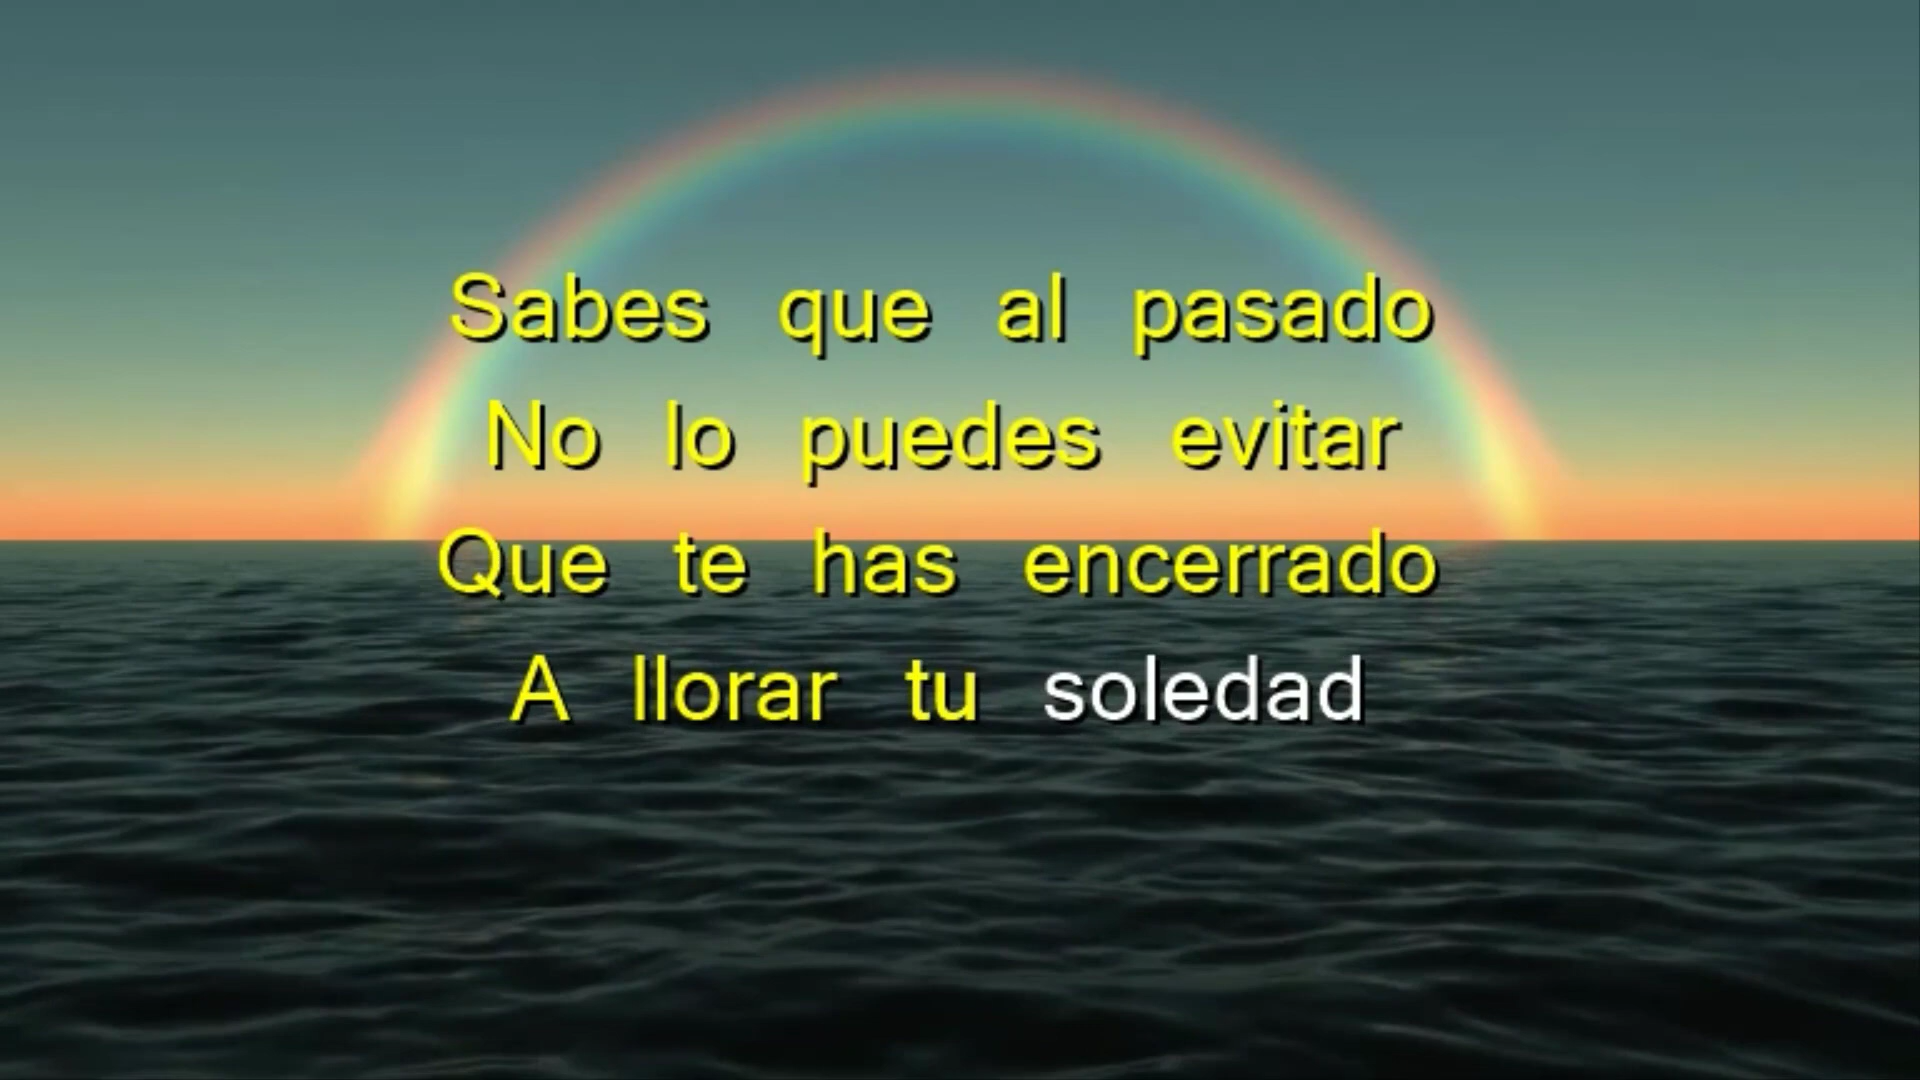 Sabes que al pasado
No lo puedes evitar
Que te has encerrado
A llorar tu soledad